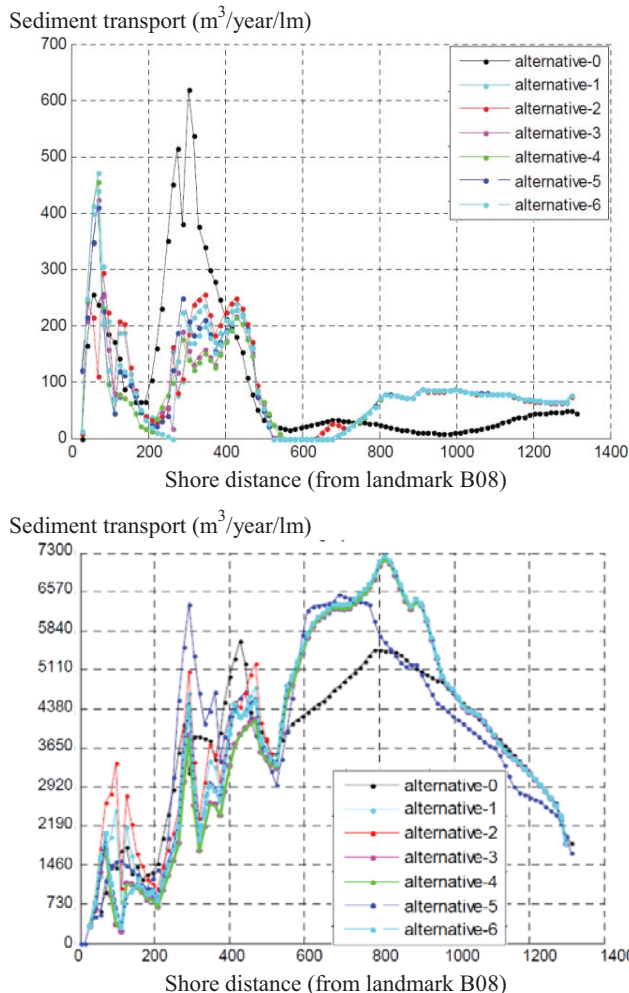 Sediment transport (m³/year/lm)
700
600
500
400
300
200
100
0
alternative-0
alternative-1
alternative-2
alternative-3
alternative-4
alternative-5
alternative-6
0 200 400 600 800 1000 1200 1400
Shore distance (from landmark B08)
Sediment transport (m³/year/lm)
7300
6570
5840
5110
4380
3650
2920
2190
1460
730
0
alternative-0
alternative-1
alternative-2
alternative-3
alternative-4
alternative-5
alternative-6
0 200 400 600 800 1000 1200 1400
Shore distance (from landmark B08)